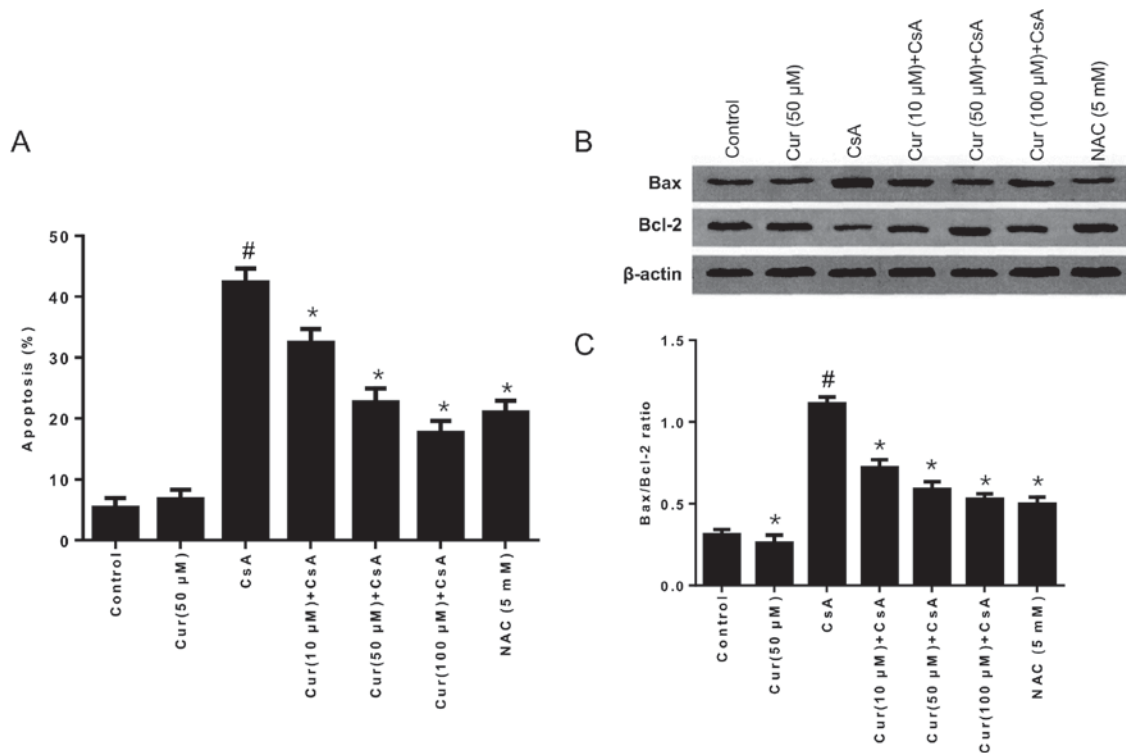 A
50
40
30
20
10
0
Apoptosis (%)
#
*
*
*
*
Control
Cur(50 μM)
CsA
Cur(10 μM)+CsA
Cur(50 μM)+CsA
Cur(100 μM)+CsA
NAC (5 mM)
B
Control
Cur (50 μM)
CsA
Cur (10 μM)+CsA
Cur (50 μM)+CsA
Cur (100 μM)+CsA
NAC (5 mM)
Bax
Bcl-2
β-actin
C
1.5
1.0
0.5
0.0
Bax/Bcl-2 ratio
*
#
*
*
*
*
Control
Cur(50 μM)
CsA
Cur(10 μM)+CsA
Cur(50 μM)+CsA
Cur(100 μM)+CsA
NAC (5 mM)